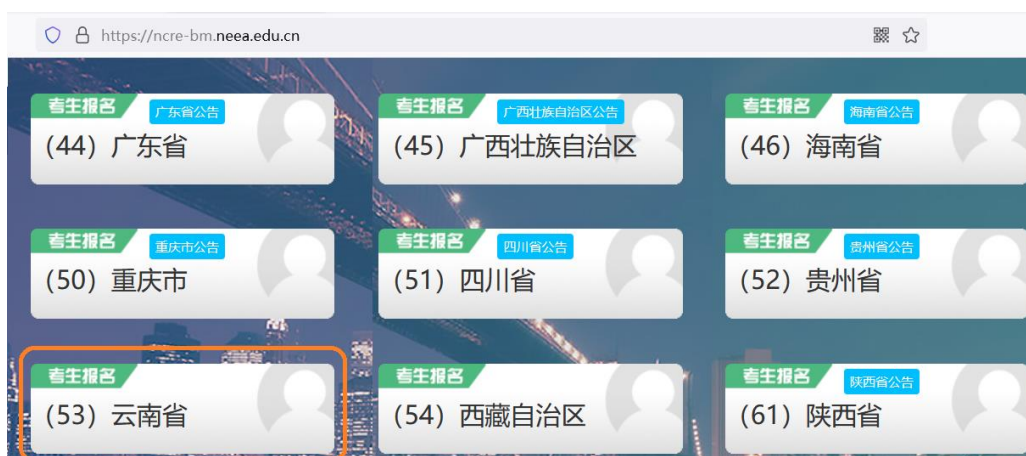 https://ncre-bm.neea.edu.cn
考生报名 广东省公告
(44) 广东省
考生报名 广西壮族自治区公告
(45) 广西壮族自治区
考生报名 海南省公告
(46) 海南省
考生报名 重庆市公告
(50) 重庆市
考生报名 四川省公告
(51) 四川省
考生报名 贵州省公告
(52) 贵州省
考生报名
(53) 云南省
考生报名
(54) 西藏自治区
考生报名 陕西省公告
(61) 陕西省